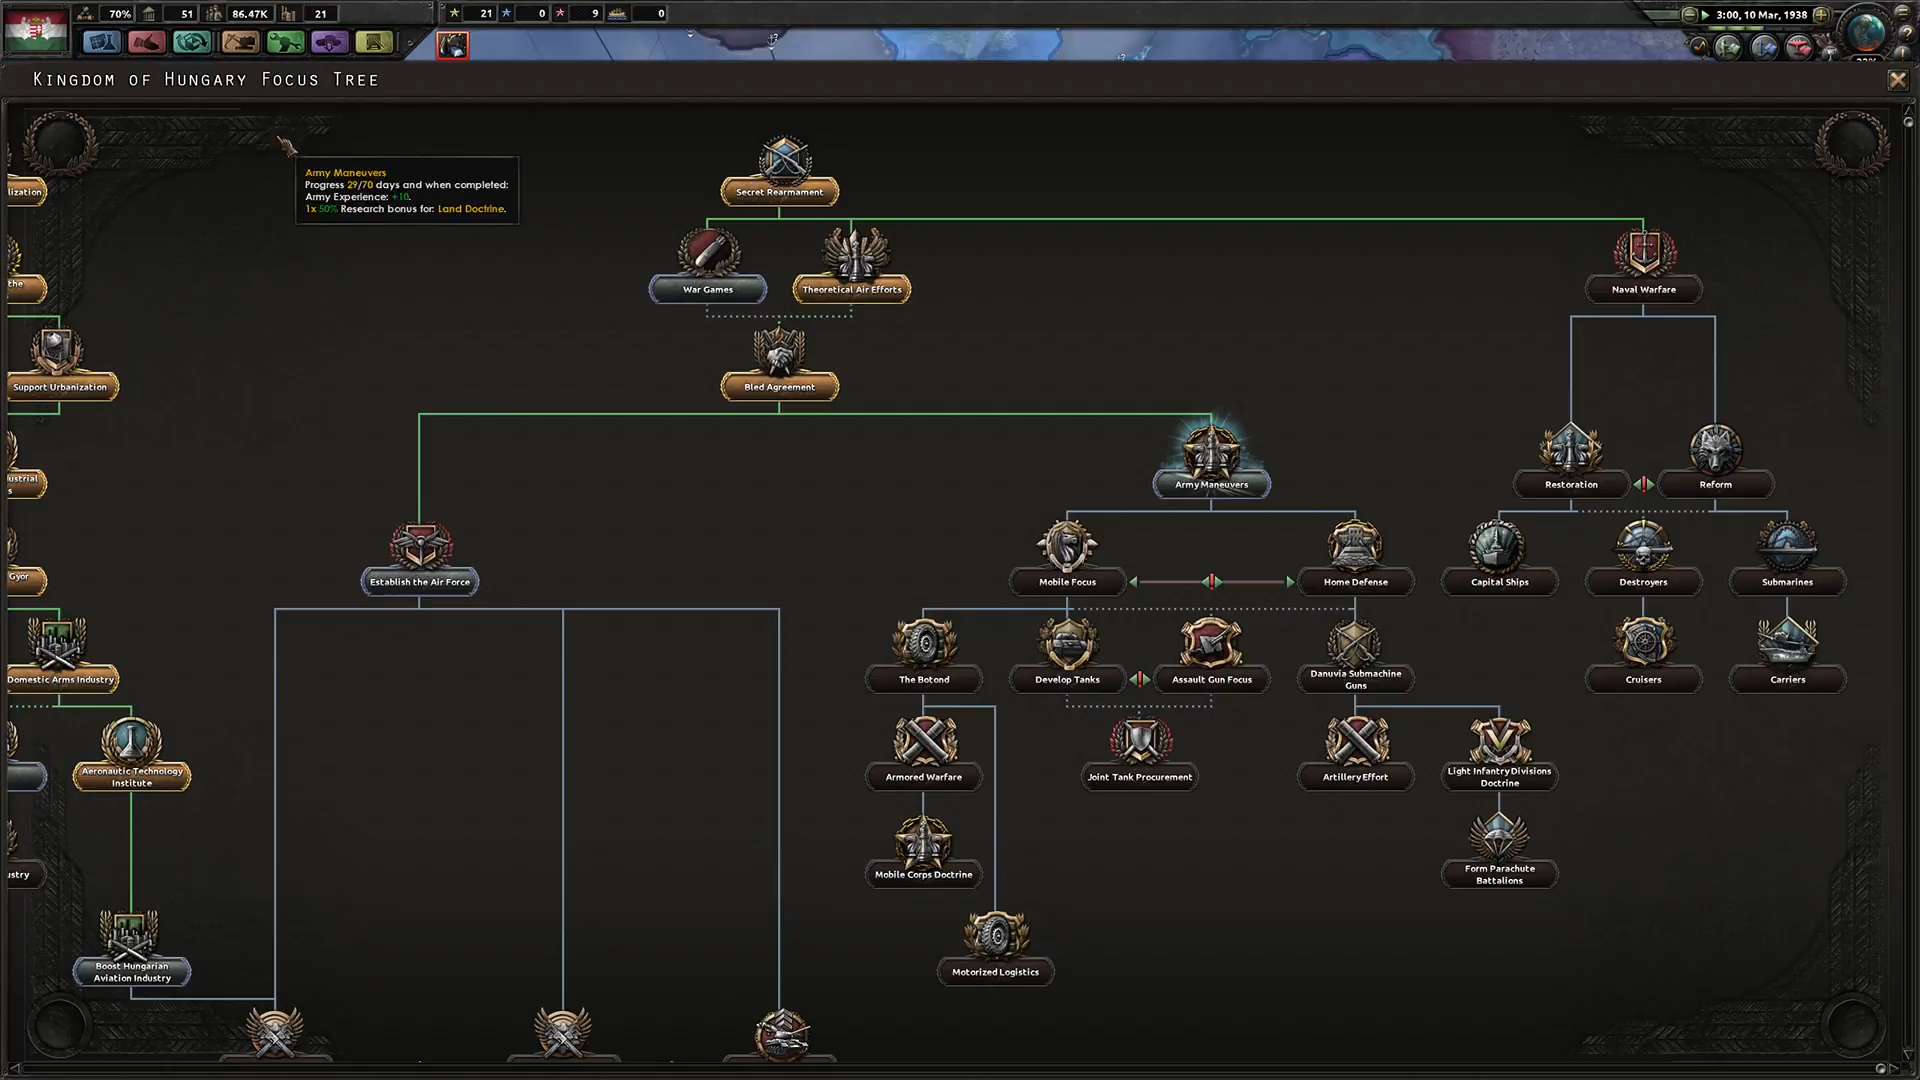 70%
51
86.47K
21
21
0
9
0
3:00, 10 Mar, 1938
Kingdom of Hungary Focus Tree
Army Maneuvers
Progress 29/70 days and when completed:
Army Experience: +10.
1x 50% Research bonus for: Land Doctrine.
Secret Rearmament
lization
War Games
Theoretical Air Efforts
Naval Warfare
the
Support Urbanization
Bled Agreement
ustrial
s
Army Maneuvers
Restoration
Reform
Gyor
Establish the Air Force
Mobile Focus
Home Defense
Capital Ships
Destroyers
Submarines
Domestic Arms Industry
The Botond
Develop Tanks
Assault Gun Focus
Danuvia Submachine
Guns
Cruisers
Carriers
Aeronautic Technology
Institute
Armored Warfare
Joint Tank Procurement
Artillery Effort
Light Infantry Divisions
Doctrine
ustry
Mobile Corps Doctrine
Form Parachute
Battalions
Boost Hungarian
Aviation Industry
Motorized Logistics